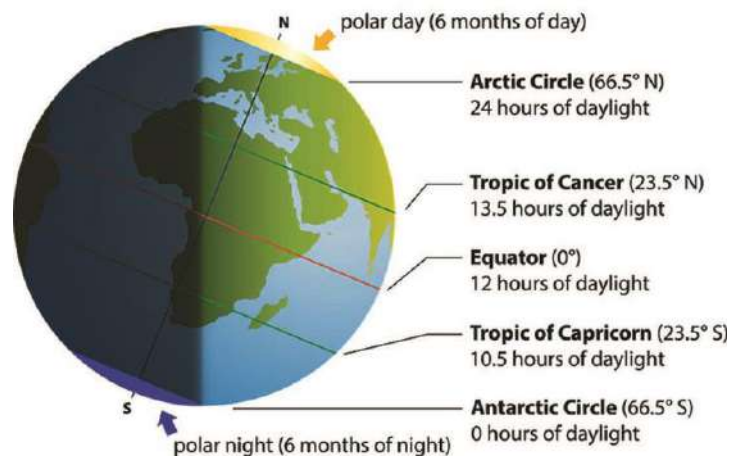 N
polar day (6 months of day)
Arctic Circle (66.5° N)
24 hours of daylight
Tropic of Cancer (23.5° N)
13.5 hours of daylight
Equator (0°)
12 hours of daylight
Tropic of Capricorn (23.5° S)
10.5 hours of daylight
Antarctic Circle (66.5° S)
0 hours of daylight
S
polar night (6 months of night)